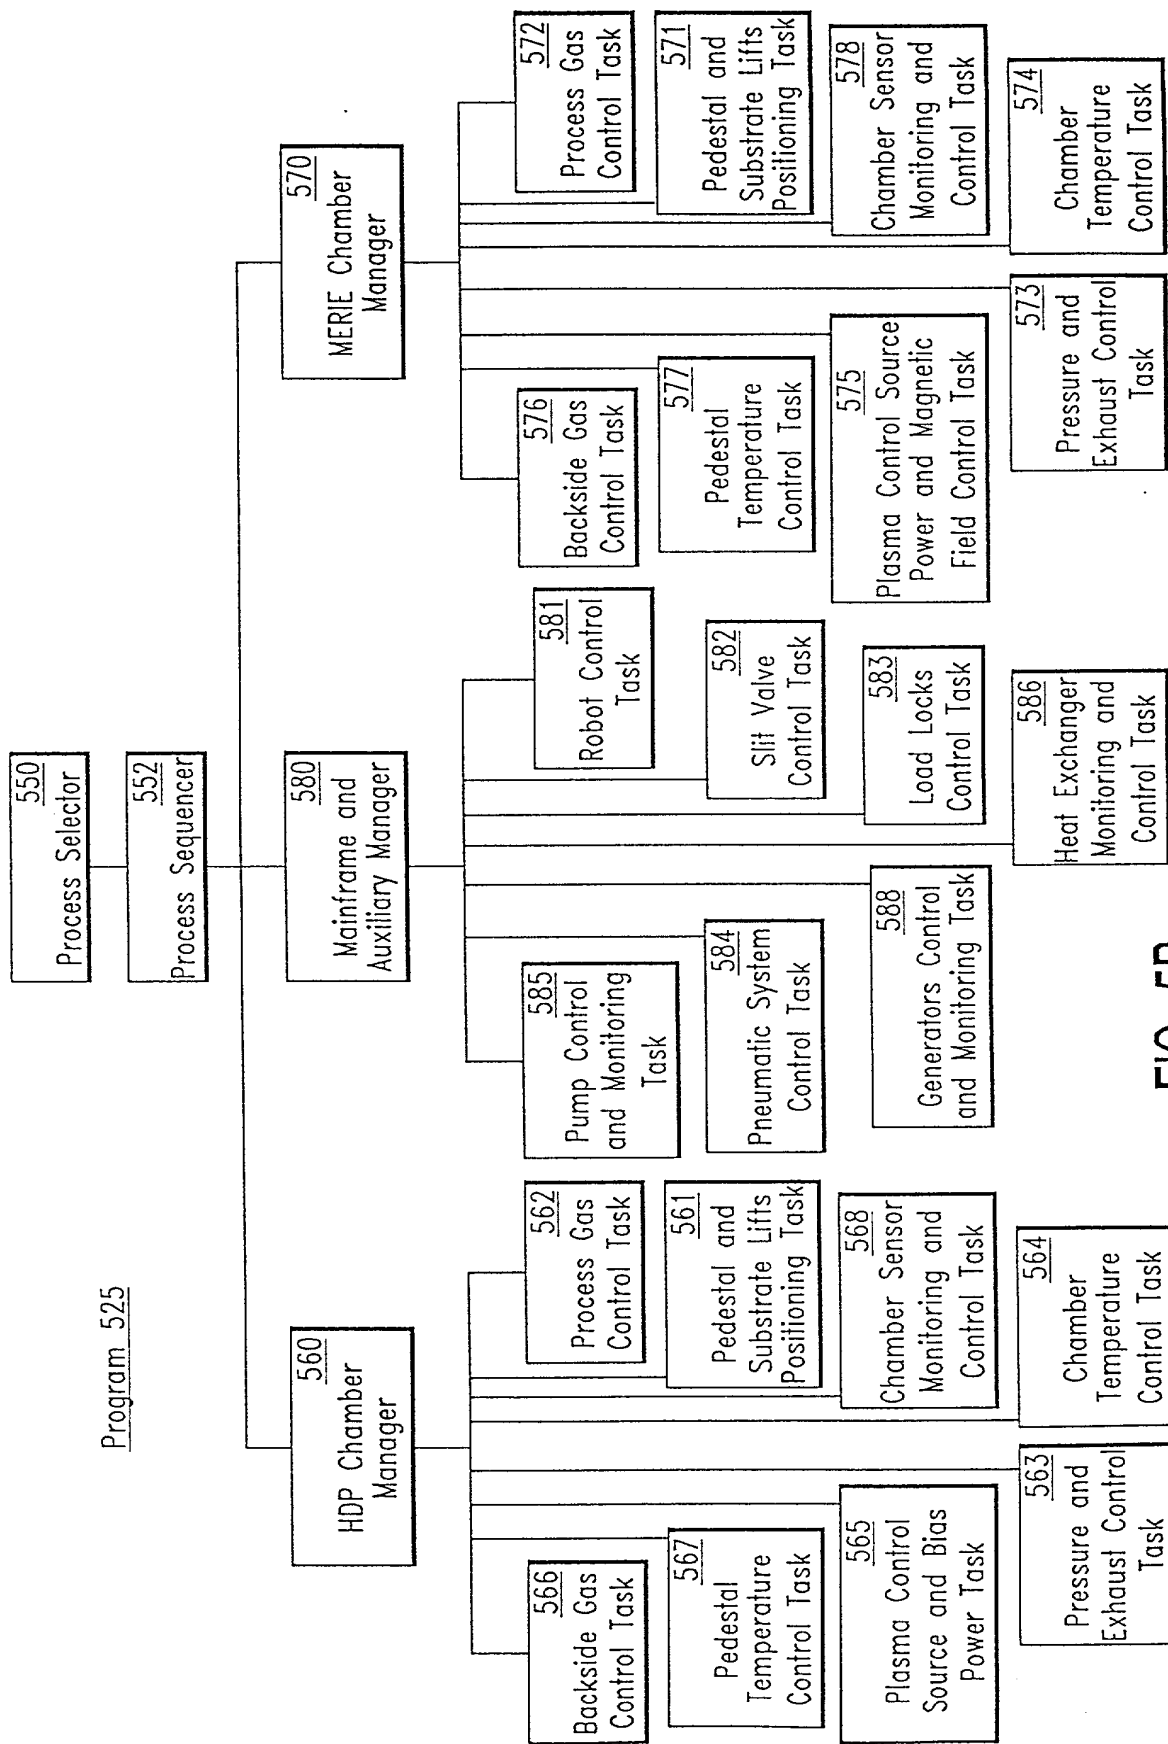 Program 525
550
Process Selector
552
Process Sequencer
560
HDP Chamber
Manager
580
Mainframe and
Auxiliary Manager
570
MERIE Chamber
Manager
566
Backside Gas
Control Task
562
Process Gas
Control Task
567
Pedestal
Temperature
Control Task
561
Pedestal and
Substrate Lifts
Positioning Task
565
Plasma Control
Source and Bias
Power Task
568
Chamber Sensor
Monitoring and
Control Task
563
Pressure and
Exhaust Control
Task
564
Chamber
Temperature
Control Task
585
Pump Control
and Monitoring
Task
581
Robot Control
Task
584
Pneumatic System
Control Task
582
Slit Valve
Control Task
588
Generators Control
and Monitoring Task
583
Load Locks
Control Task
586
Heat Exchanger
Monitoring and
Control Task
576
Backside Gas
Control Task
572
Process Gas
Control Task
577
Pedestal
Temperature
Control Task
571
Pedestal and
Substrate Lifts
Positioning Task
575
Plasma Control Source
Power and Magnetic
Field Control Task
578
Chamber Sensor
Monitoring and
Control Task
573
Pressure and
Exhaust Control
Task
574
Chamber
Temperature
Control Task